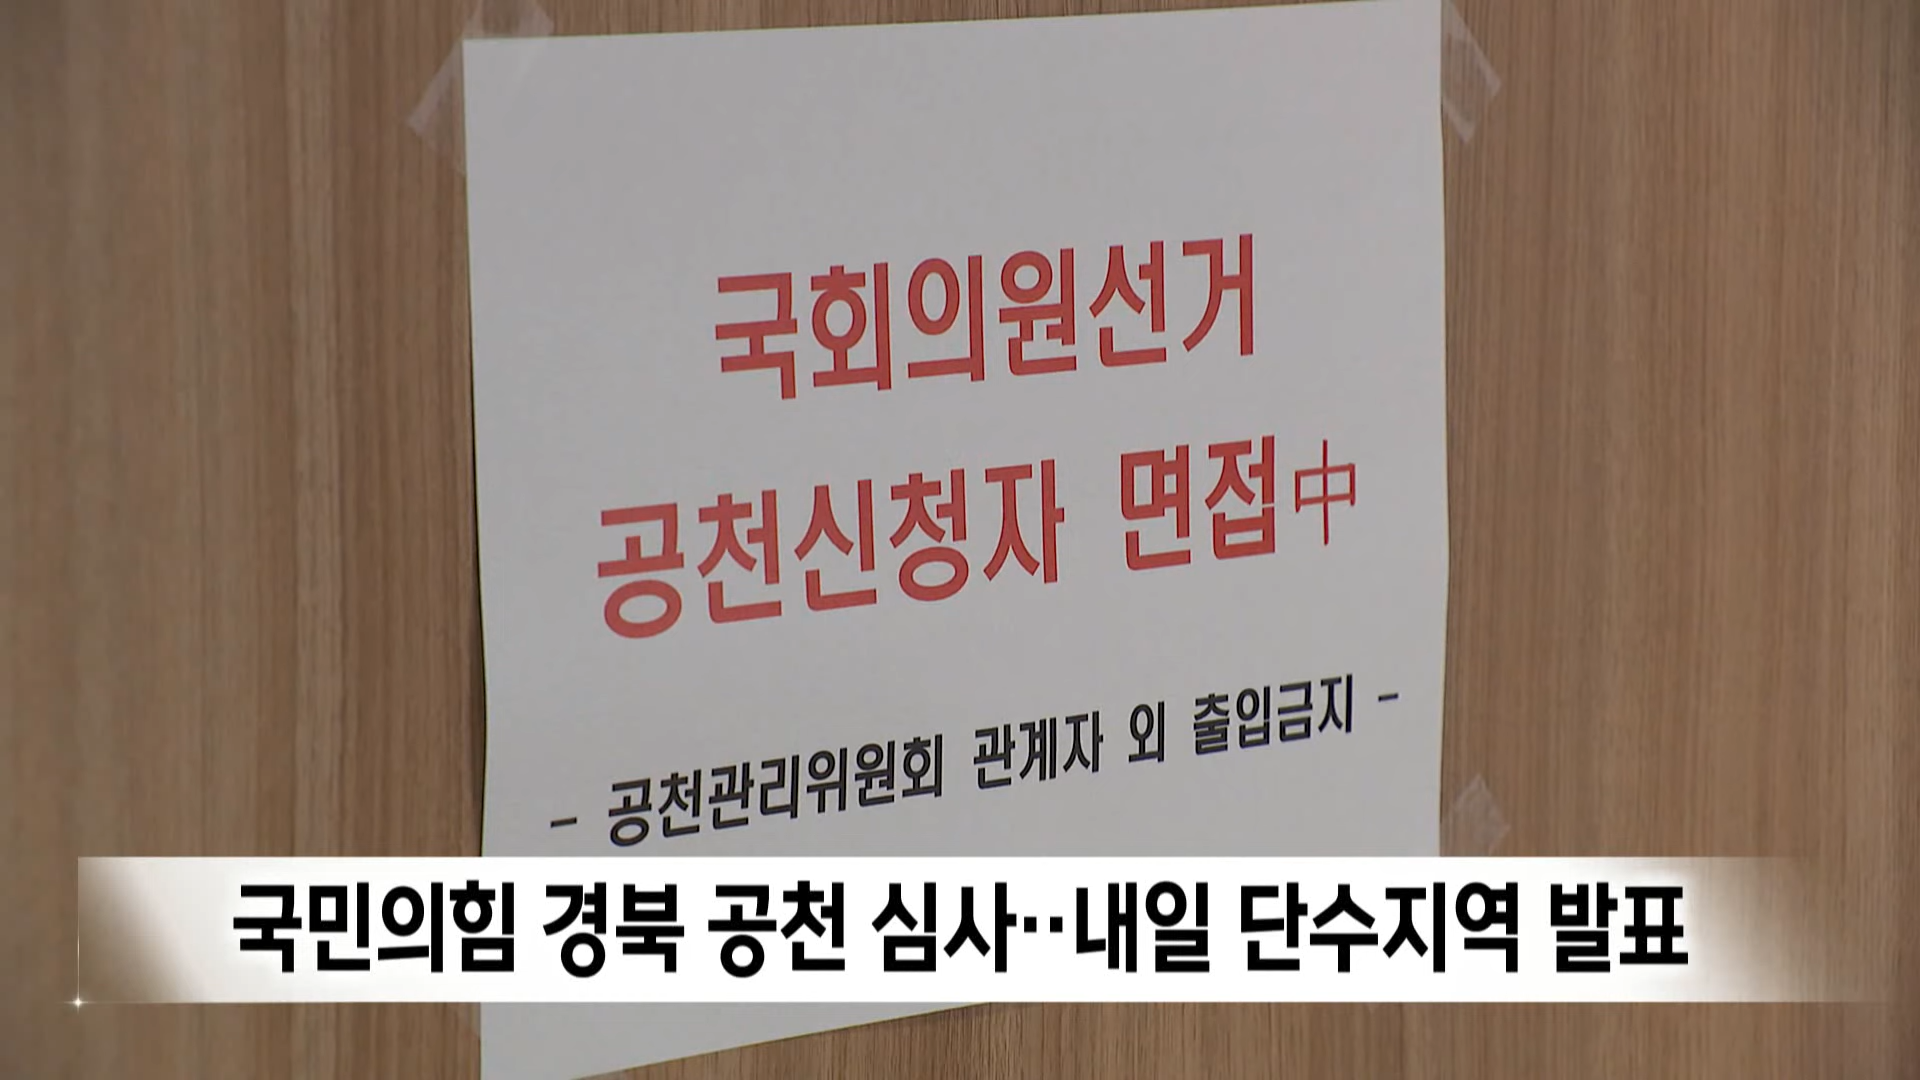 국회의원선거
공천신청자 면접中
- 공천관리위원회 관계자 외 출입금지 -
국민의힘 경북 공천 심사··내일 단수지역 발표